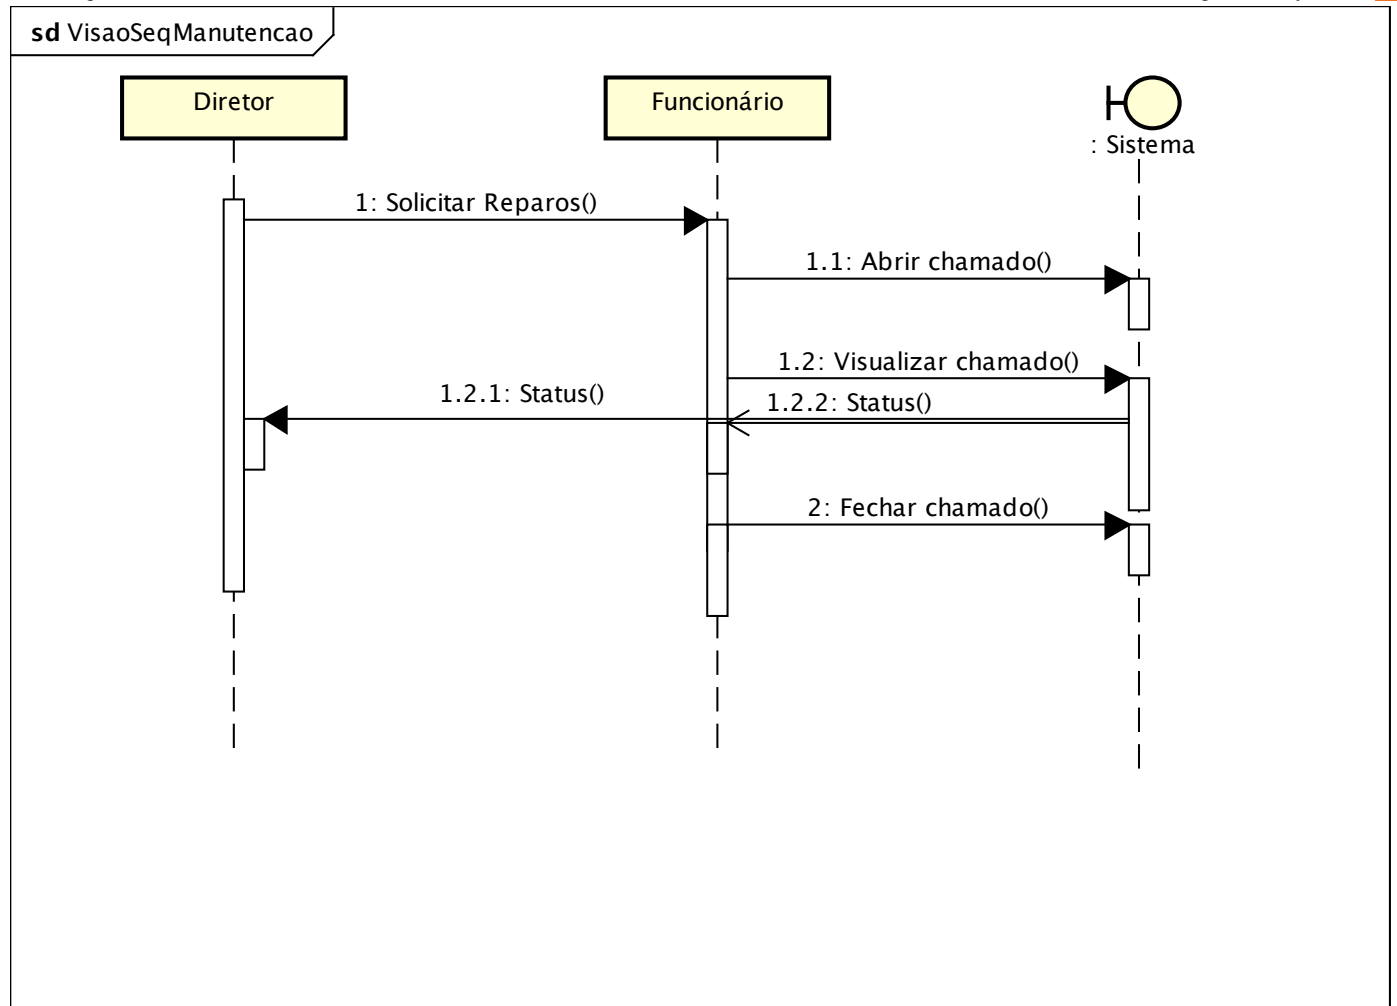 sd VisaoSeqManutencao
Diretor
Funcionário
: Sistema
1: Solicitar Reparos()
1.1: Abrir chamado()
1.2: Visualizar chamado()
1.2.1: Status()
1.2.2: Status()
2: Fechar chamado()